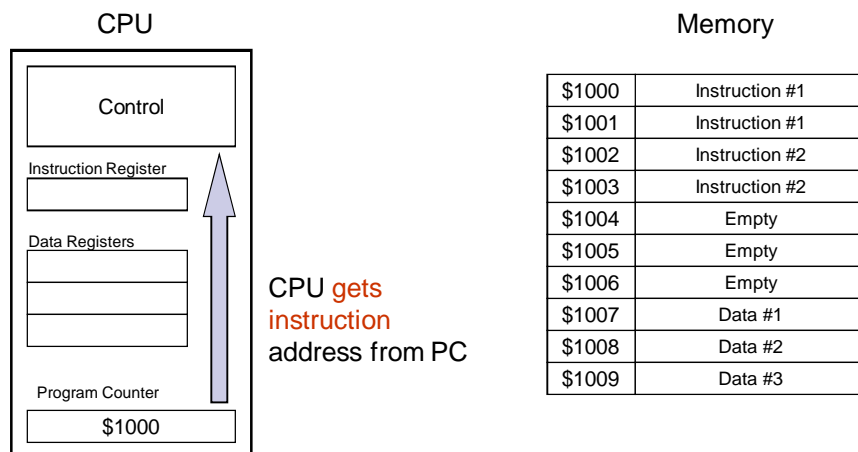 CPU
Memory
Control
Instruction Register
Data Registers
Program Counter
$1000
CPU gets
instruction
address from PC
$1000 Instruction #1
$1001 Instruction #1
$1002 Instruction #2
$1003 Instruction #2
$1004 Empty
$1005 Empty
$1006 Empty
$1007 Data #1
$1008 Data #2
$1009 Data #3